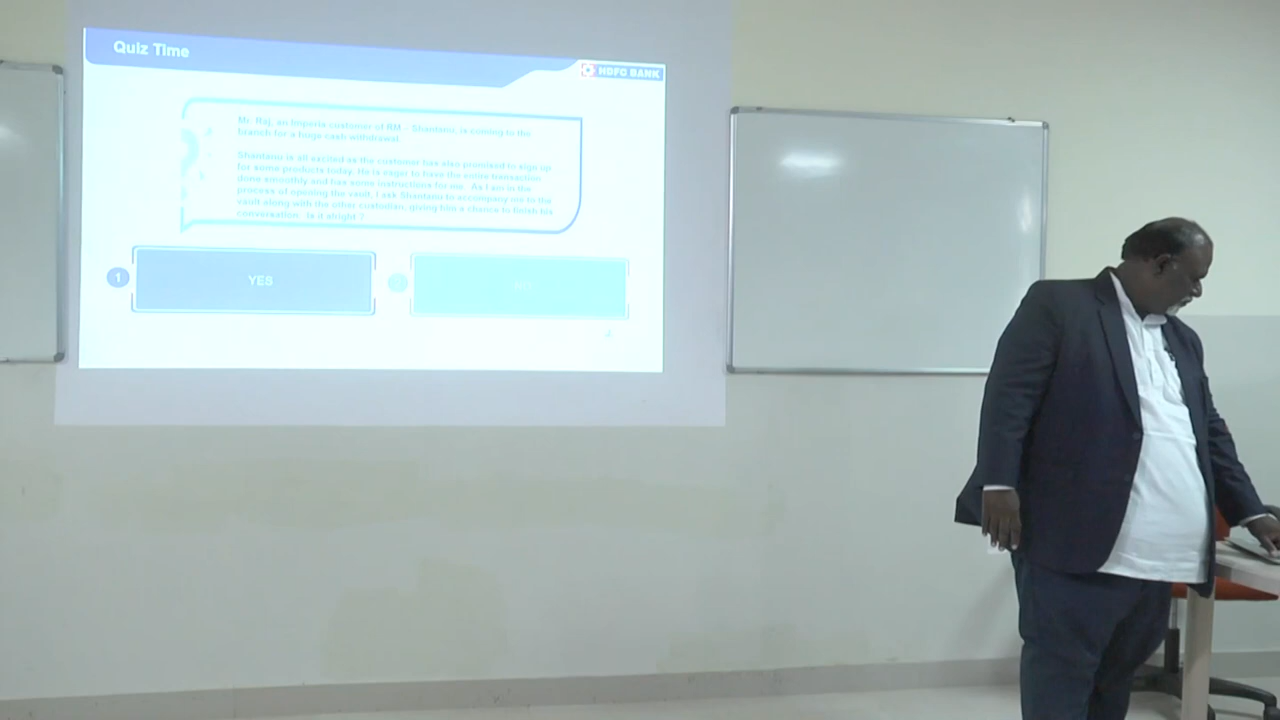 Quiz Time
HDFC BANK
Mr. Raj, an Imperia customer of RM - Shantanu, is coming to the
branch for a huge cash withdrawal.
Shantanu is all excited as the customer has also promised to sign up
for some products today. He is eager to have the entire transaction
done smoothly and has some instructions for me. As I am in the
process of opening the vault, I ask Shantanu to accompany me to the
vault along with the other custodian, giving him a chance to finish his
conversation. Is it alright ?
1
YES